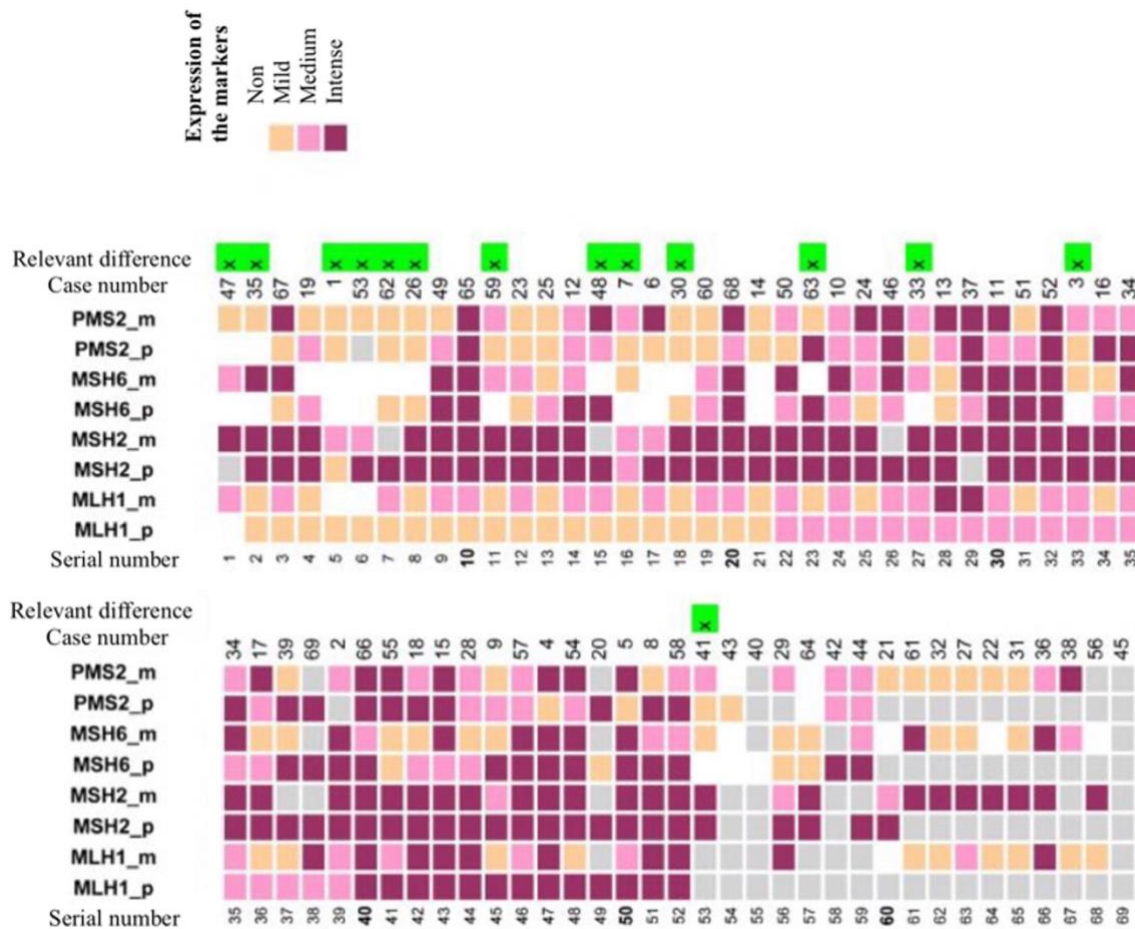 Expression of
the markers
Non
Mild
Medium
Intense
Relevant difference
x x x x x x x x x x x x x
Case number
47 35 67 19 1 53 62 26 49 65 59 23 25 12 48 7 6 30 60 68 14 50 63 10 24 46 33 13 37 11 51 52 3 16 34
PMS2_m
PMS2_p
MSH6_m
MSH6_p
MSH2_m
MSH2_p
MLH1_m
MLH1_p
Serial number
1 2 3 4 5 6 7 8 9 10 11 12 13 14 15 16 17 18 19 20 21 22 23 24 25 26 27 28 29 30 31 32 33 34 35
Relevant difference
x
Case number
34 17 39 69 2 66 55 18 15 28 9 57 4 54 20 5 8 58 41 43 40 29 64 42 44 21 61 32 27 22 31 36 38 56 45
PMS2_m
PMS2_p
MSH6_m
MSH6_p
MSH2_m
MSH2_p
MLH1_m
MLH1_p
Serial number
35 36 37 38 39 40 41 42 43 44 45 46 47 48 49 50 51 52 53 54 55 56 57 58 59 60 61 62 63 64 65 66 67 68 69